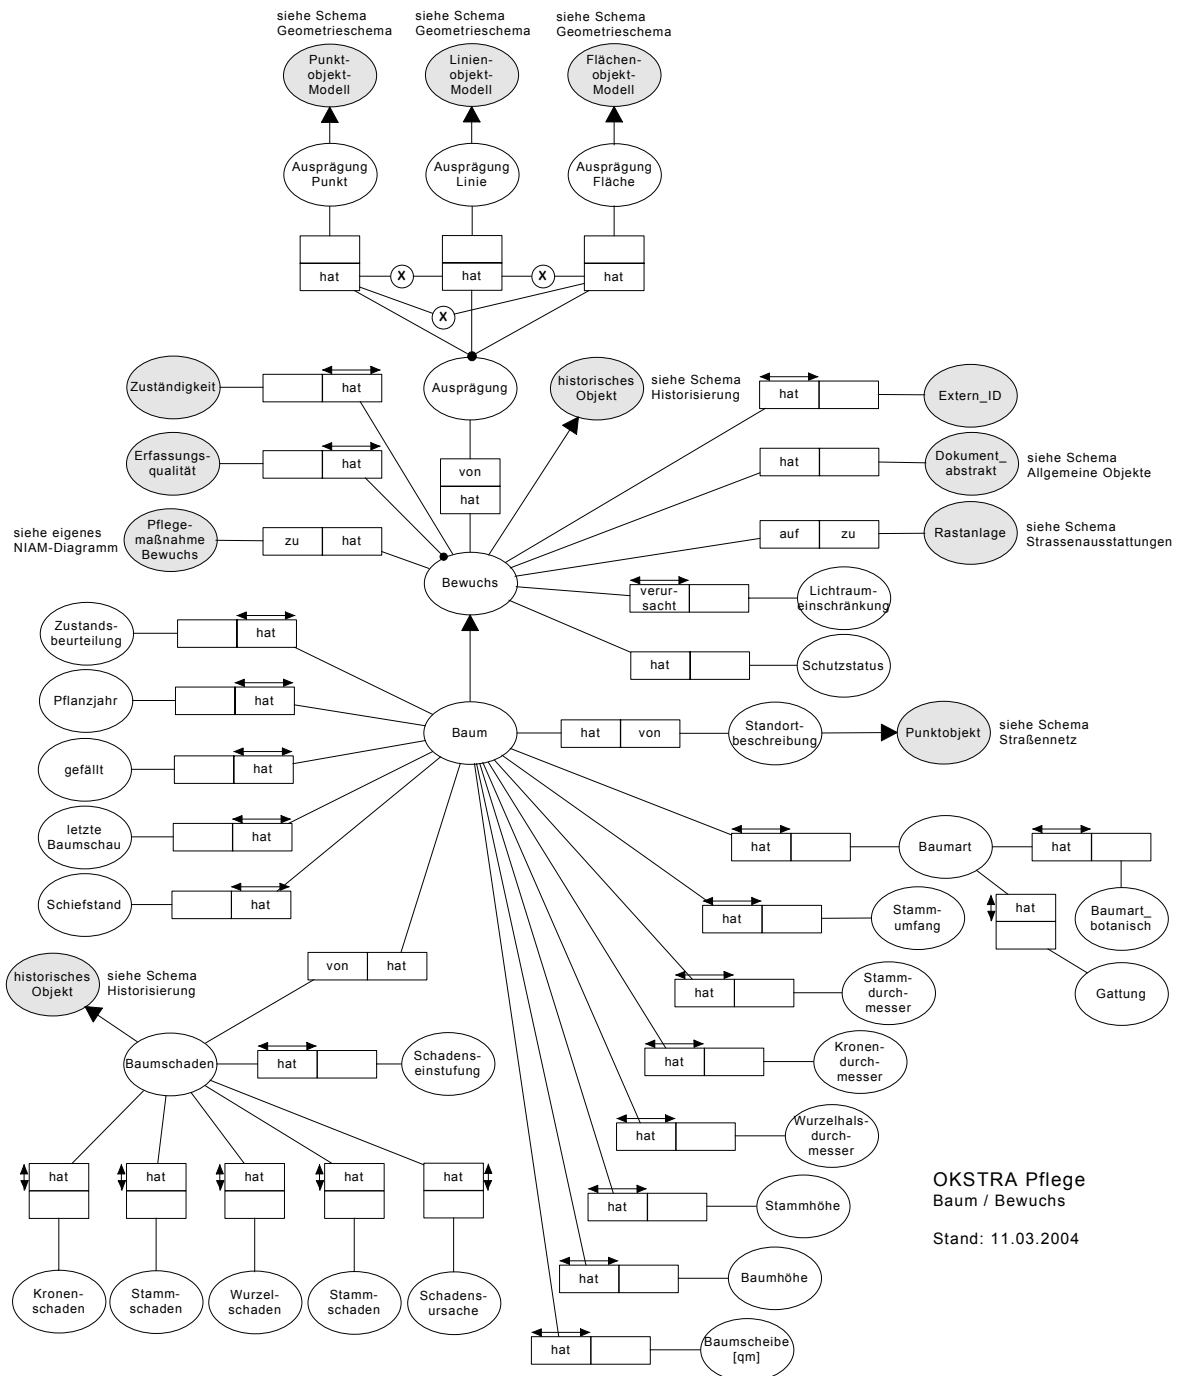 siehe Schema
Geometrieschema
siehe Schema
Geometrieschema
siehe Schema
Geometrieschema
Punkt-
objekt-
Modell
Linien-
objekt-
Modell
Flächen-
objekt-
Modell
Ausprägung
Punkt
Ausprägung
Linie
Ausprägung
Fläche
hat
X
hat
X
hat
X
Zuständigkeit
hat
Ausprägung
historisches
Objekt
siehe Schema
Historisierung
hat
Extern_ID
Erfassungs-
qualität
hat
von
hat
hat
Dokument_
abstrakt
siehe Schema
Allgemeine Objekte
siehe eigenes
NIAM-Diagramm
Pflege-
maßnahme
Bewuchs
zu
hat
auf
zu
Rastanlage
siehe Schema
Strassenausstattungen
Bewuchs
verur-
sacht
Lichtraum-
einschränkung
Zustands-
beurteilung
hat
hat
Schutzstatus
Pflanzjahr
hat
Baum
hat
von
Standort-
beschreibung
Punktobjekt
siehe Schema
Straßennetz
gefällt
hat
letzte
Baumschau
hat
hat
Baumart
hat
Schiefstand
hat
hat
Stamm-
umfang
hat
Baumart_
botanisch
von
hat
historisches
Objekt
siehe Schema
Historisierung
hat
Stamm-
durch-
messer
Gattung
Baumschaden
hat
Schadens-
einstufung
hat
Kronen-
durch-
messer
hat
Wurzelhals-
durch-
messer
hat
hat
hat
hat
hat
hat
Stammhöhe
OKSTRA Pflege
Baum / Bewuchs
Stand: 11.03.2004
Kronen-
schaden
Stamm-
schaden
Wurzel-
schaden
Stamm-
schaden
Schadens-
ursache
hat
Baumhöhe
hat
Baumscheibe
[qm]